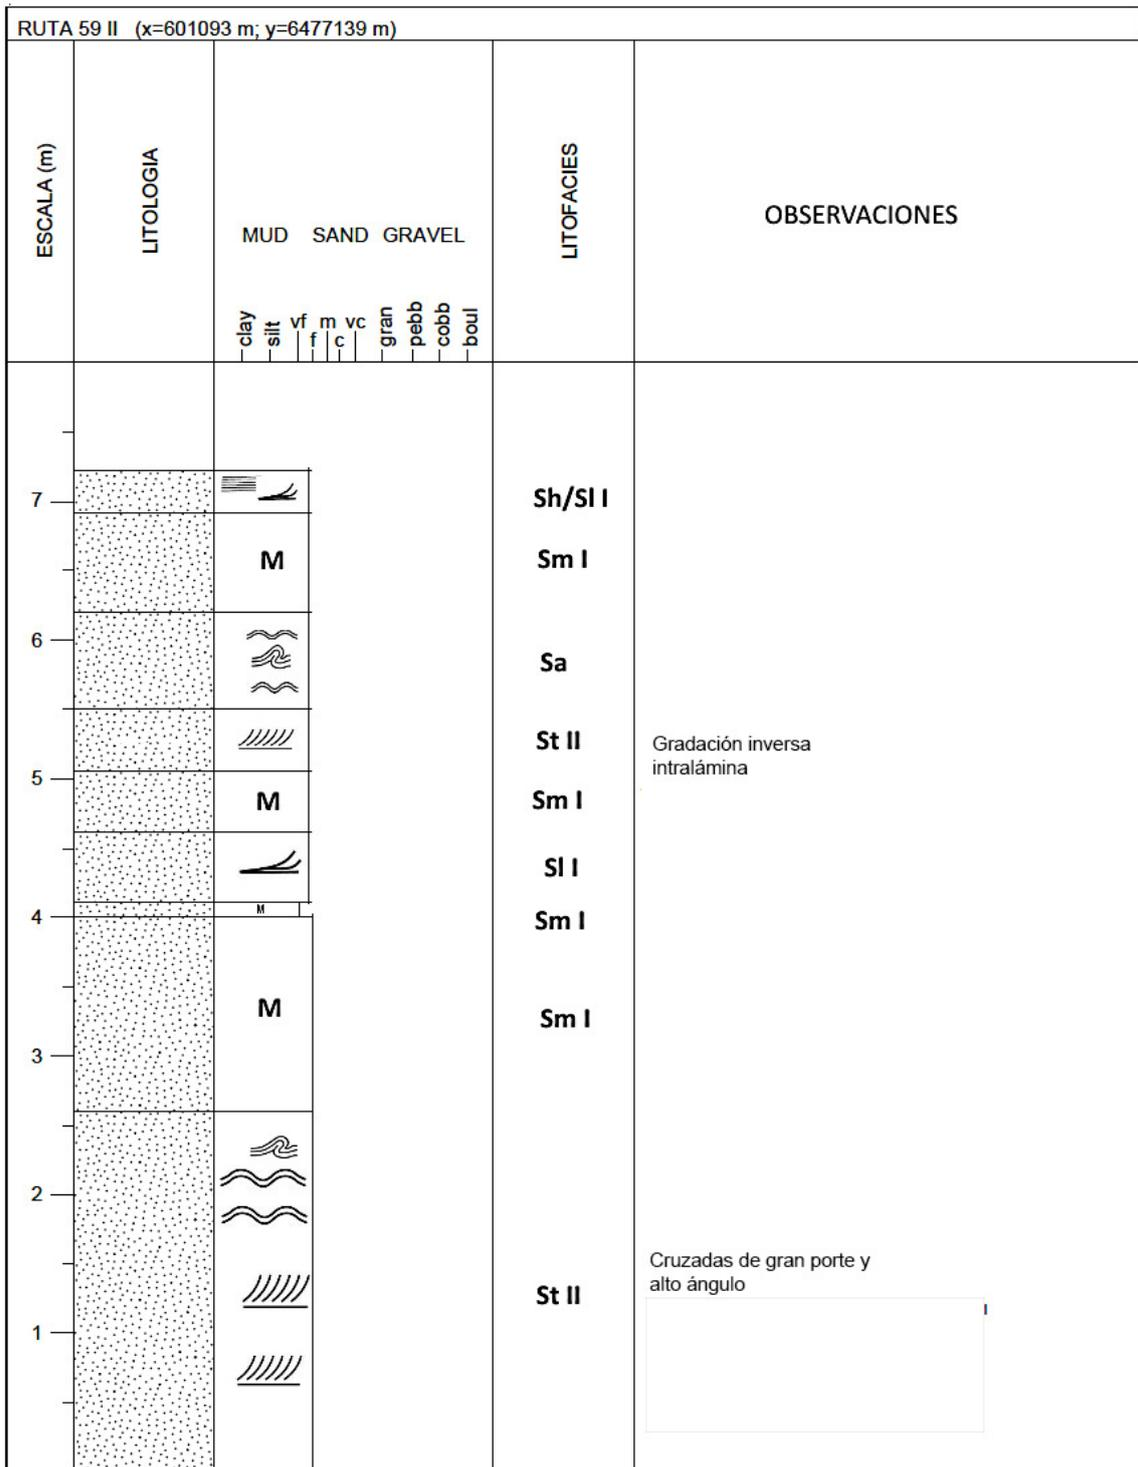 RUTA 59 II (x=601093 m; y=6477139 m)
ESCALA (m)
LITOLOGIA
MUD SAND GRAVEL
clay
silt
vf
f
m
c
vc
gran
pebb
cobb
boul
LITOFACIES
OBSERVACIONES
7
Sh/Sl I
M
Sm I
6
Sa
St II
Gradación inversa
intralámina
5
M
Sm I
Sl I
M
4
Sm I
M
Sm I
3
2
Cruzadas de gran porte y
alto ángulo
St II
1